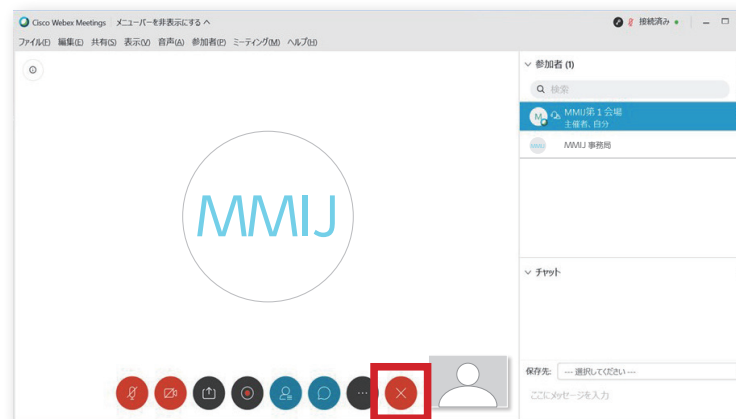 Cisco Webex Meetings メニューバーを非表示にする ヘ 接続済み
ファイル(F) 編集(E) 共有(S) 表示(V) 音声(A) 参加者(P) ミーティング(M) ヘルプ(H)
参加者 (1)
検索
M MMIJ第1会場
主催者, 自分
MMIJ MMIJ 事務局
MMIJ
チャット
保存先: --- 選択してください ---
ここにメッセージを入力